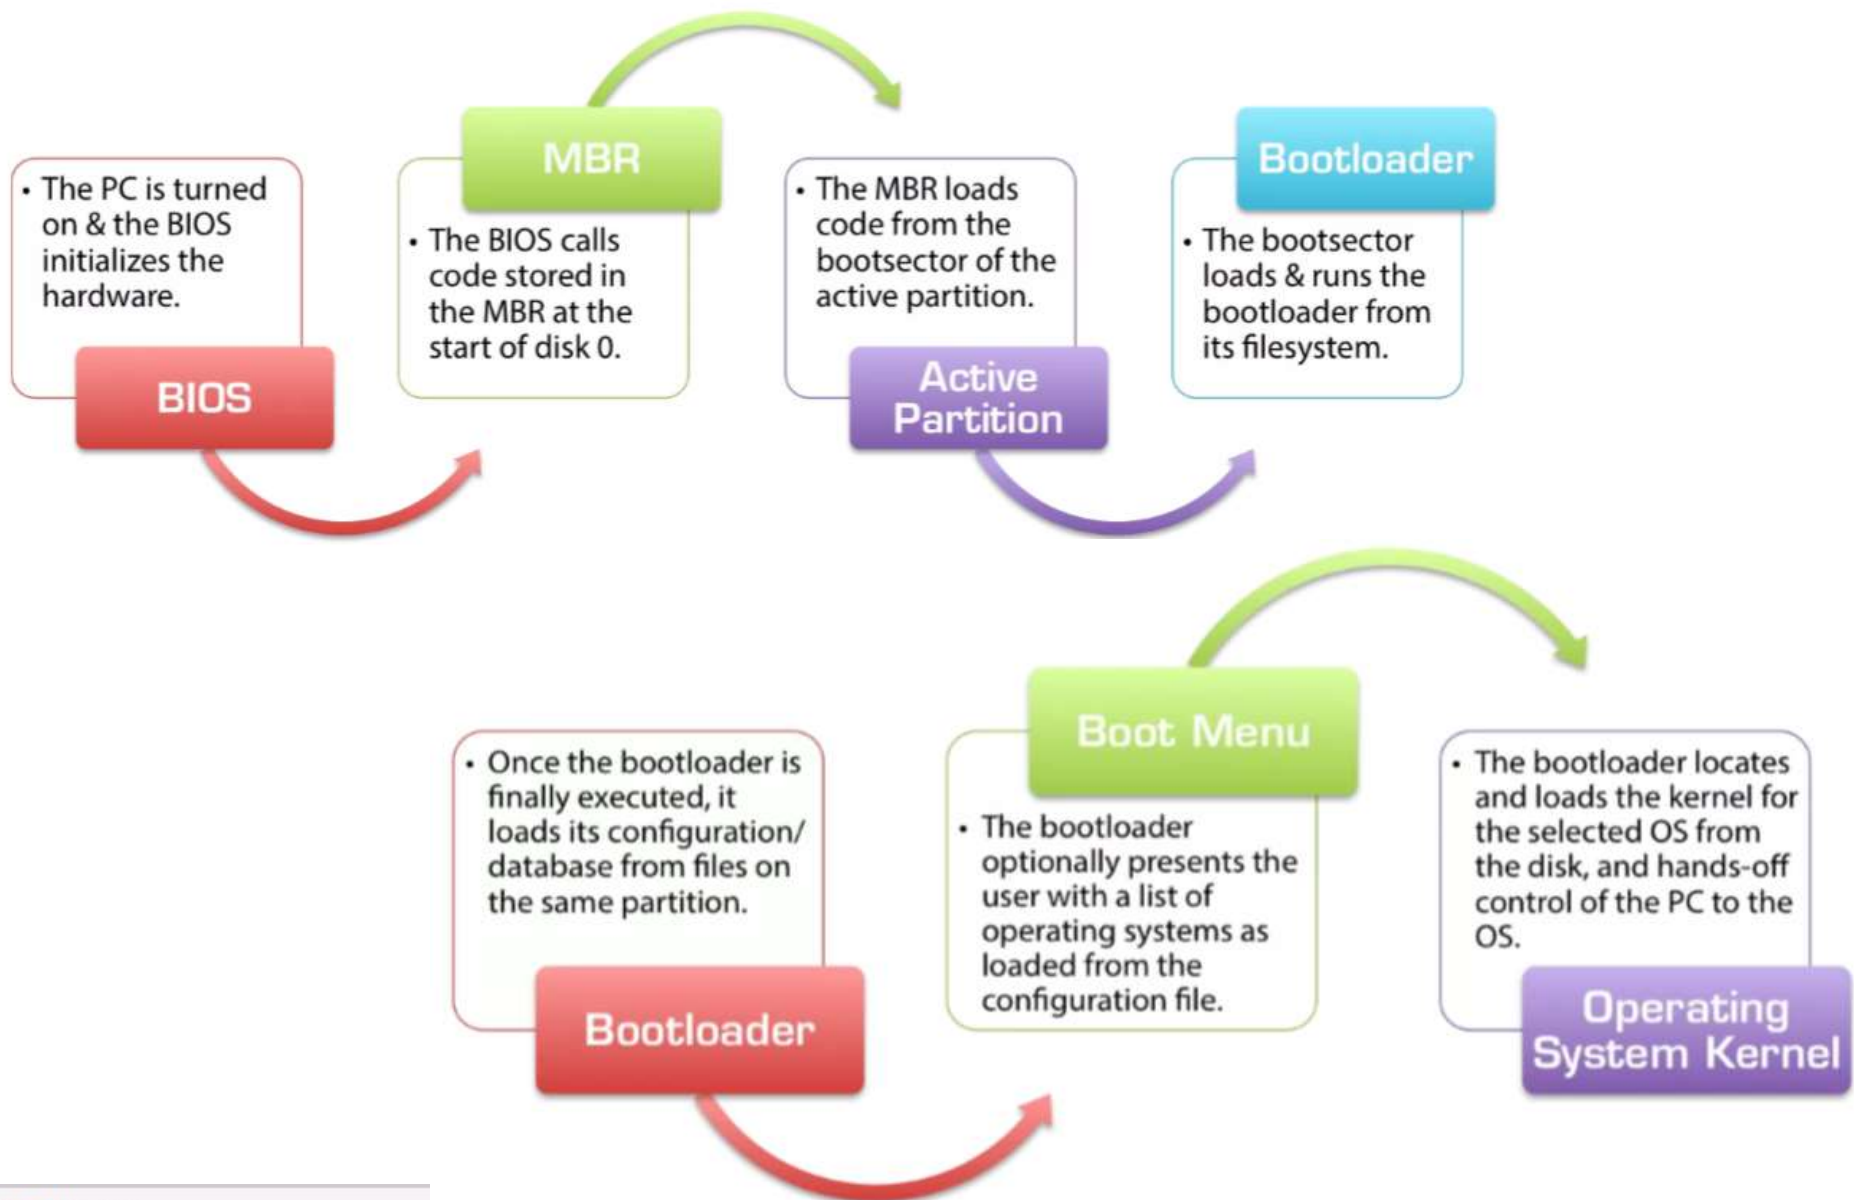 • The PC is turned
on & the BIOS
initializes the
hardware.
BIOS
MBR
• The BIOS calls
code stored in
the MBR at the
start of disk 0.
• The MBR loads
code from the
bootsector of the
active partition.
Active
Partition
Bootloader
• The bootsector
loads & runs the
bootloader from
its filesystem.
• Once the bootloader is
finally executed, it
loads its configuration/
database from files on
the same partition.
Bootloader
Boot Menu
• The bootloader
optionally presents the
user with a list of
operating systems as
loaded from the
configuration file.
• The bootloader locates
and loads the kernel for
the selected OS from
the disk, and hands-off
control of the PC to the
OS.
Operating
System Kernel